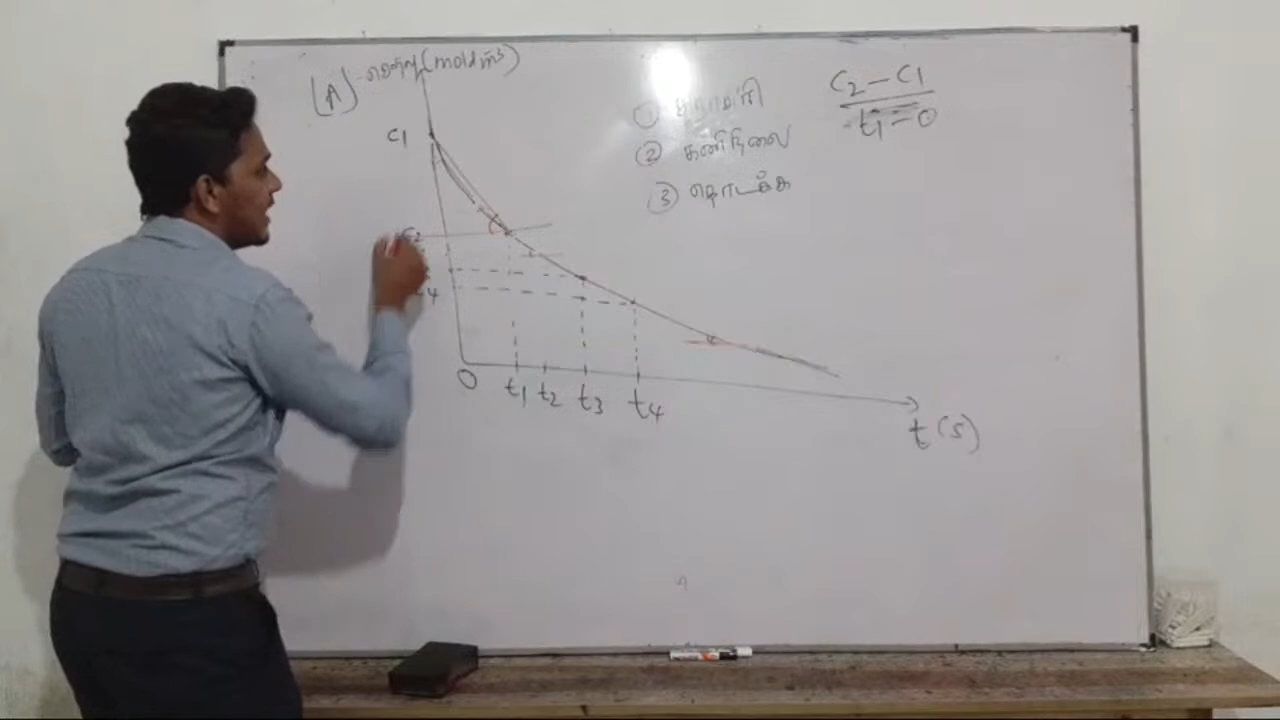 [A] செறிவு (moldm⁻³)
C1
C2
4
0
t1 t2 t3 t4
t (s)
① சராசரி
② கணநிலை
③ தொடக்க
C2 - C1
t1 - 0